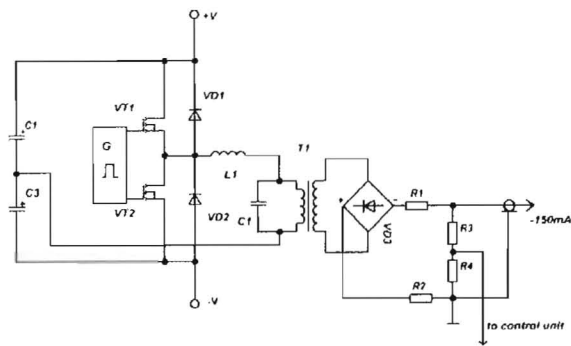 +V
C1
VT1
VD1
G
T1
L1
C3
VT2
VD2
C1
+
-
R1
VD3
-150mA
R3
R4
R2
-V
to control unit